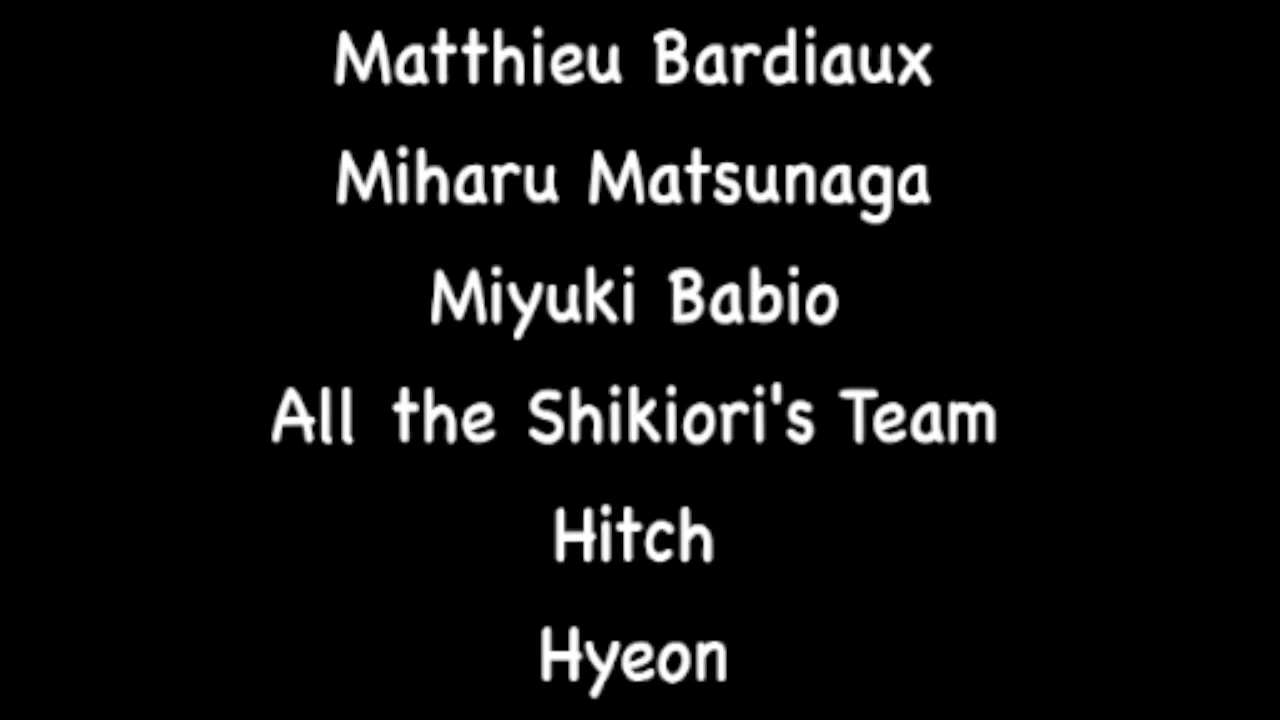 Matthieu Bardiaux
Miharu Matsunaga
Miyuki Babio
All the Shikiori's Team
Hitch
Hyeon